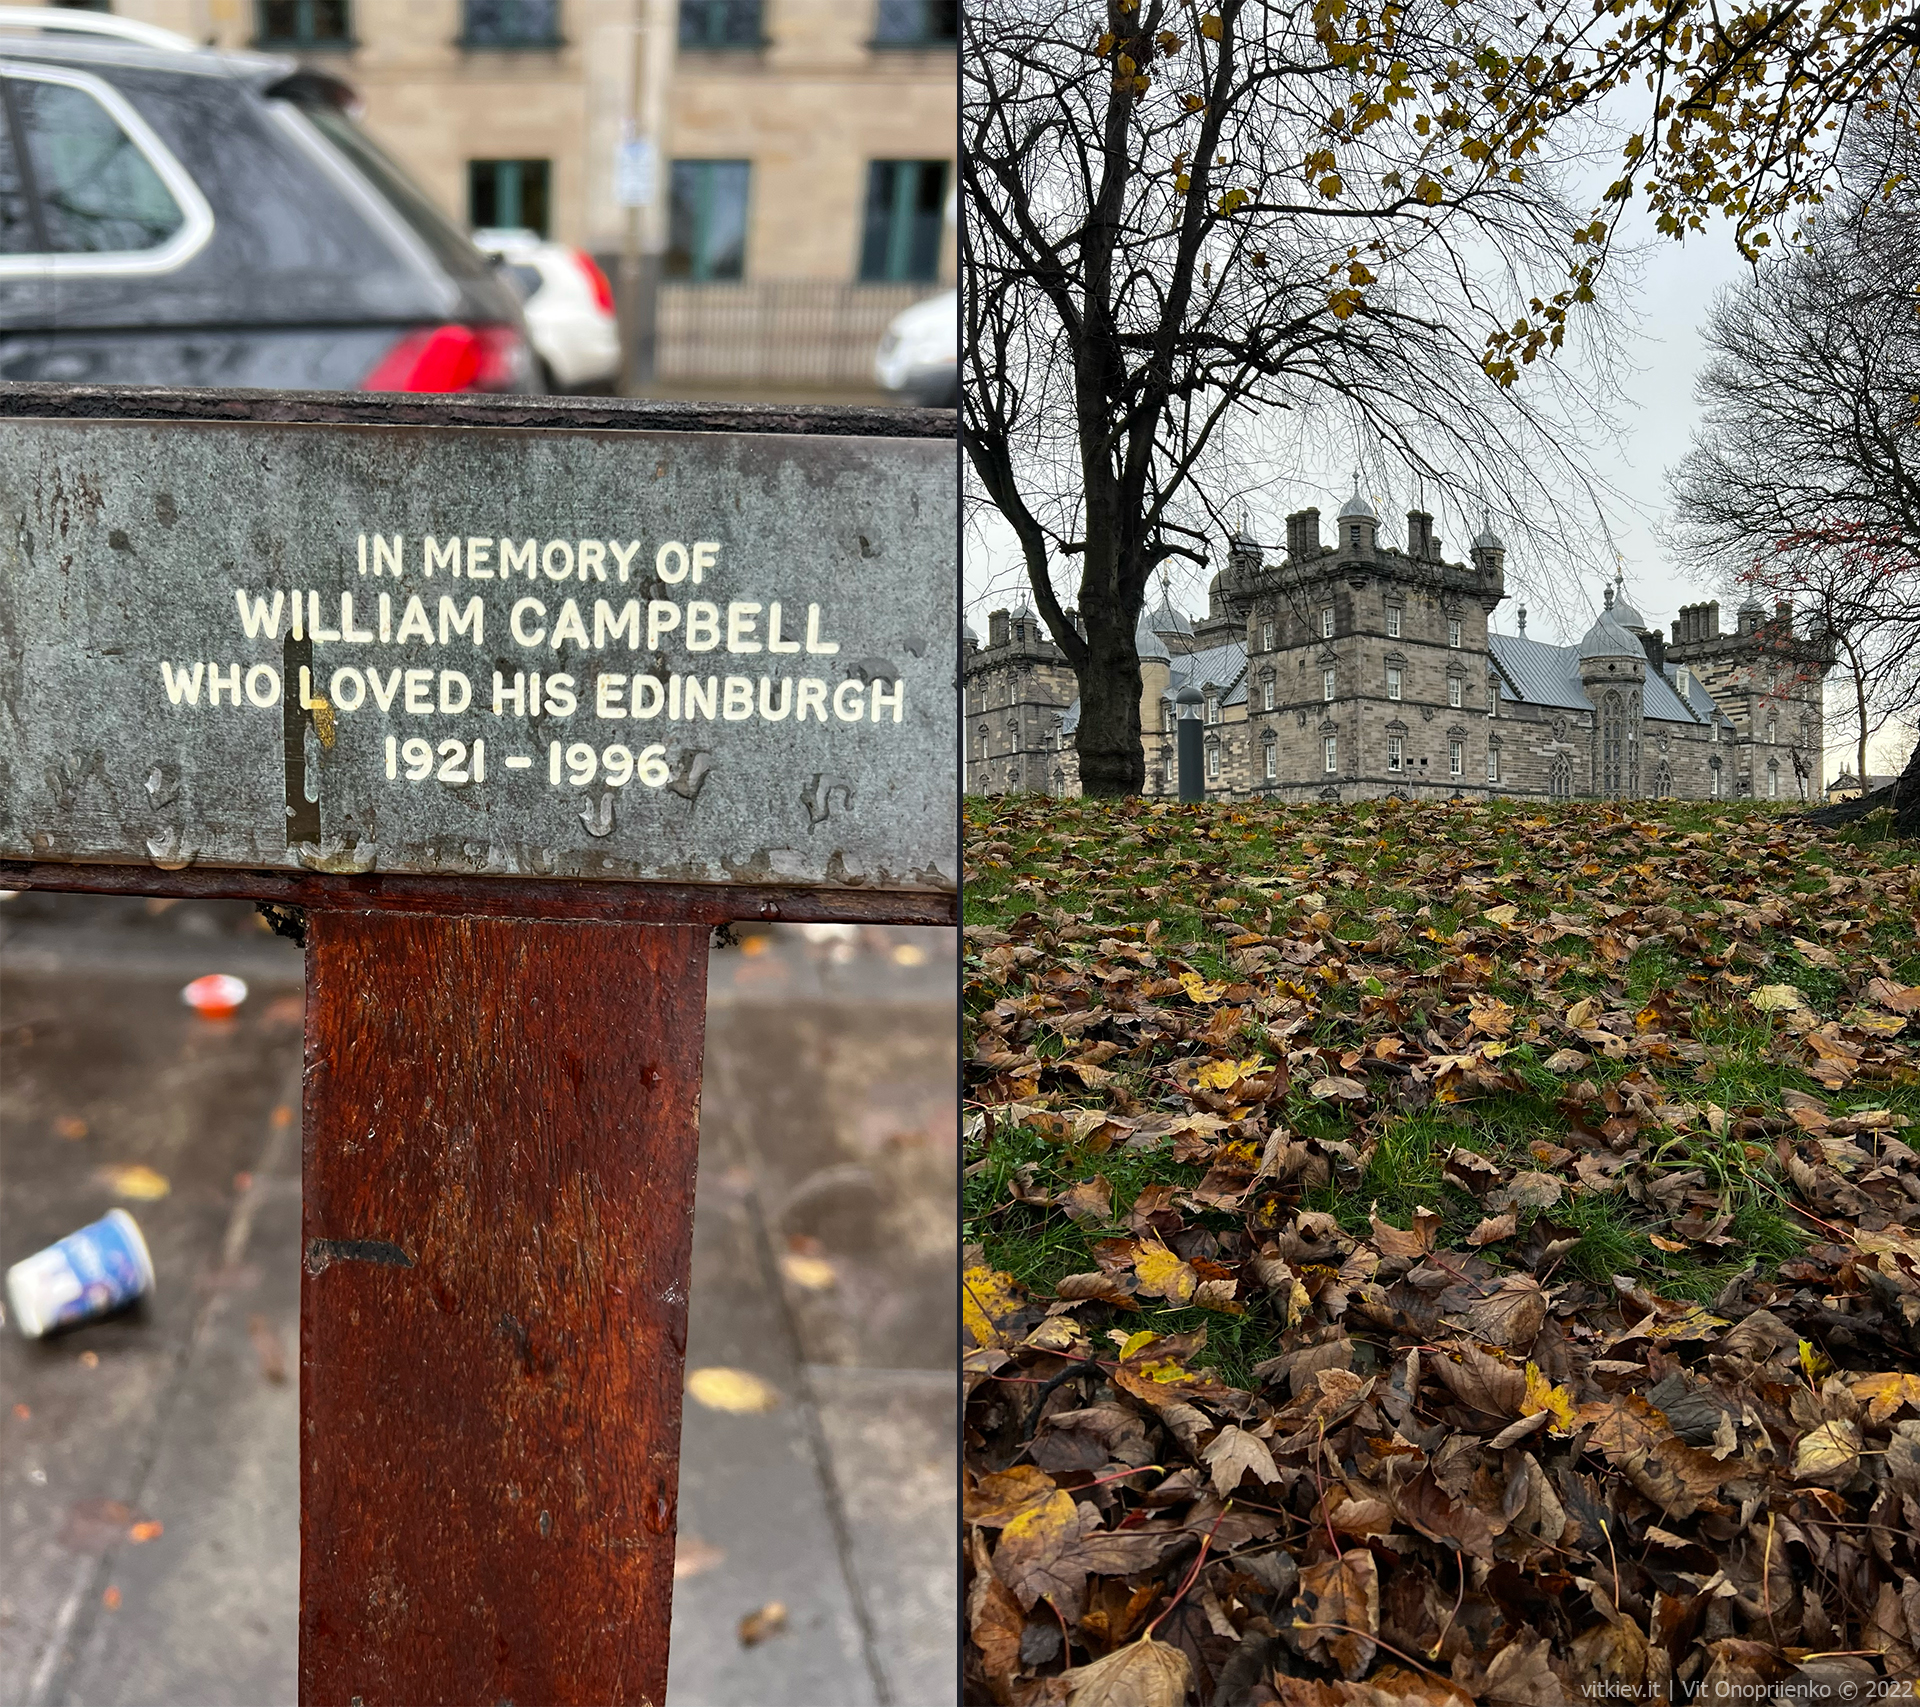 IN MEMORY OF
WILLIAM CAMPBELL
WHO LOVED HIS EDINBURGH
1921 - 1996
vitkiev.it | Vit Onopriienko © 2022